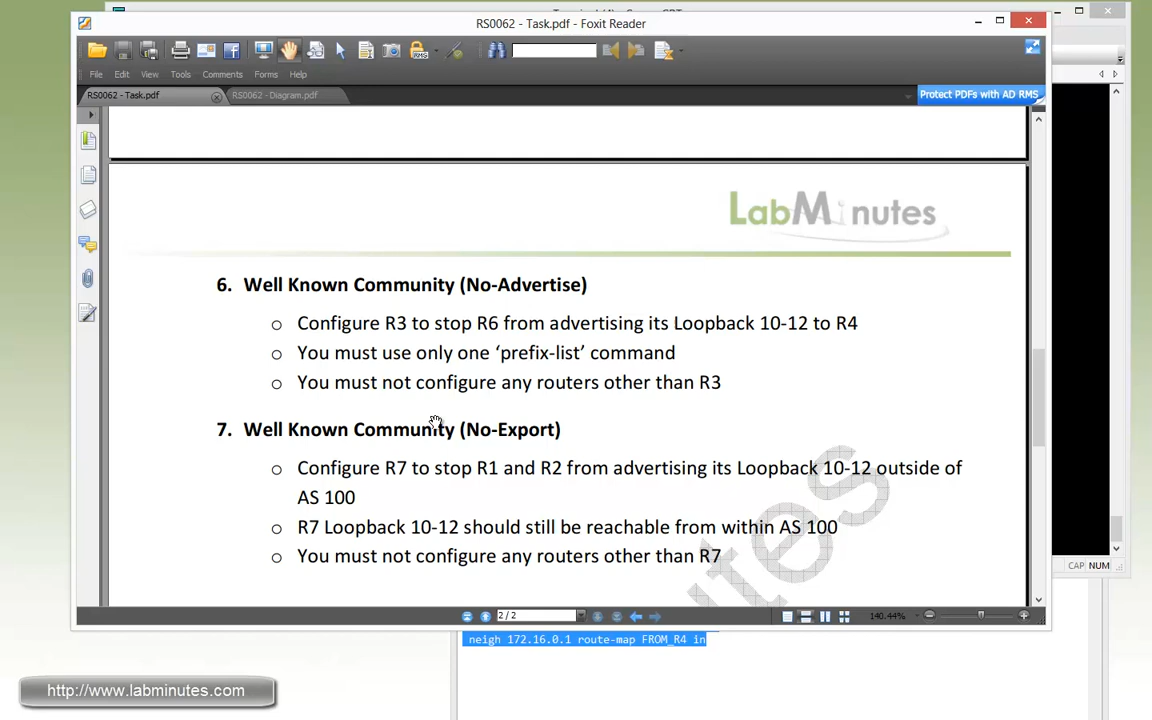 RS0062 - Task.pdf - Foxit Reader
File Edit View Tools Comments Forms Help
RS0062 - Task.pdf RS0062 - Diagram.pdf Protect PDFs with AD RMS
LabMinutes
6. Well Known Community (No-Advertise)
o Configure R3 to stop R6 from advertising its Loopback 10-12 to R4
o You must use only one ‘prefix-list’ command
o You must not configure any routers other than R3
7. Well Known Community (No-Export)
o Configure R7 to stop R1 and R2 from advertising its Loopback 10-12 outside of
AS 100
o R7 Loopback 10-12 should still be reachable from within AS 100
o You must not configure any routers other than R7
utes
CAP NUM
2/2 140.44%
neigh 172.16.0.1 route-map FROM_R4 in
http://www.labminutes.com